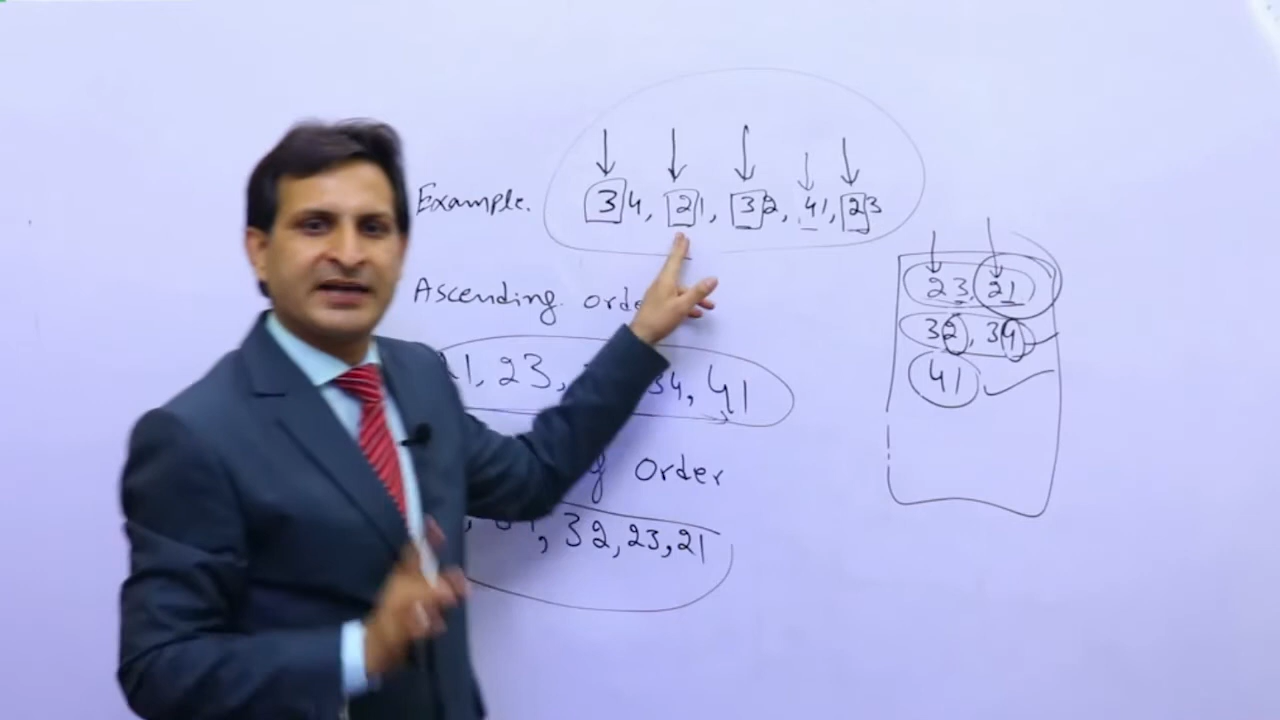 Example. 34, 21, 32, 41, 23
Ascending order
23, 34, 41
Order
32, 23, 21
23, 21
32, 34
41